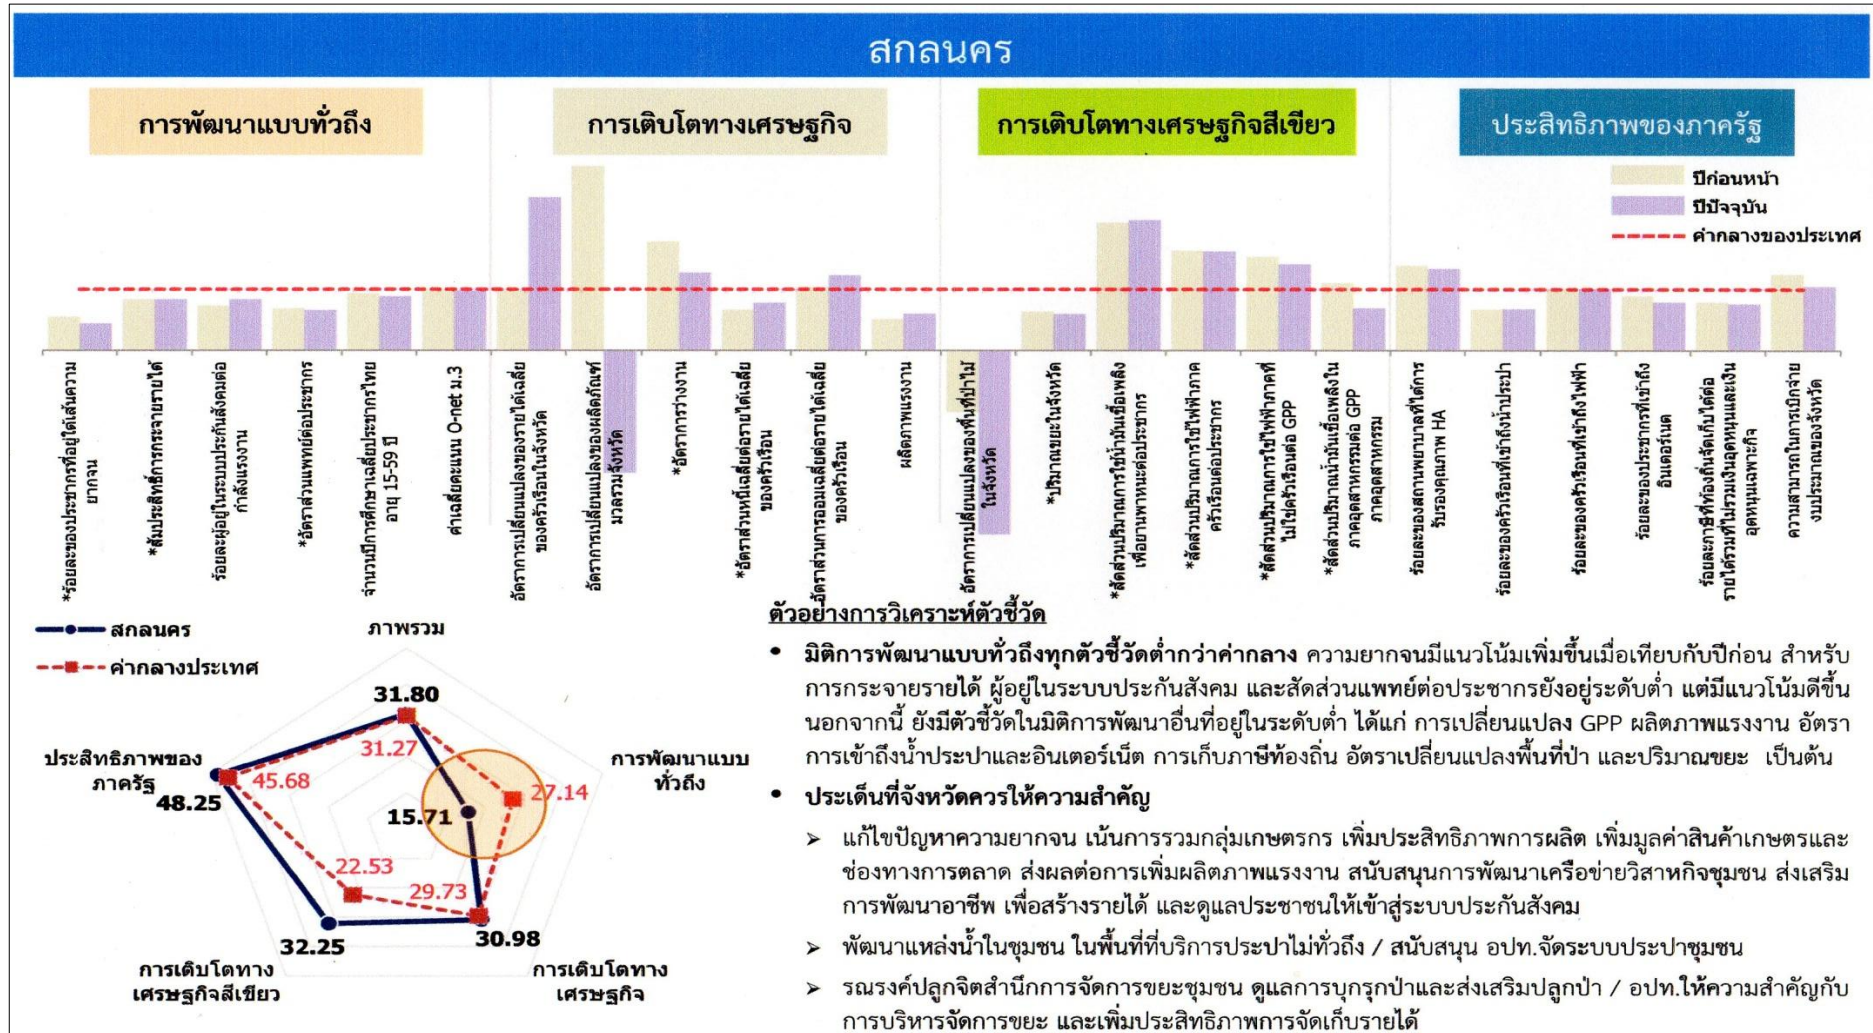 สกลนคร
การพัฒนาแบบทั่วถึง
การเติบโตทางเศรษฐกิจ
การเติบโตทางเศรษฐกิจสีเขียว
ประสิทธิภาพของภาครัฐ
ปีก่อนหน้า
ปีปัจจุบัน
ค่ากลางของประเทศ
*ร้อยละของประชากรที่อยู่ใต้เส้นความ
ยากจน
*สัมประสิทธิ์การกระจายรายได้
ร้อยละผู้อยู่ในระบบประกันสังคมต่อ
กำลังแรงงาน
*อัตราส่วนแพทย์ต่อประชากร
จำนวนปีการศึกษาเฉลี่ยประชากรไทย
อายุ 15-59 ปี
ค่าเฉลี่ยคะแนน O-net ม.3
อัตราการเปลี่ยนแปลงของรายได้เฉลี่ย
ของครัวเรือนในจังหวัด
อัตราการเปลี่ยนแปลงของผลิตภัณฑ์
มวลรวมจังหวัด
*อัตราการว่างงาน
*อัตราส่วนหนี้เฉลี่ยต่อรายได้เฉลี่ย
ของครัวเรือน
อัตราส่วนการออมเฉลี่ยต่อรายได้เฉลี่ย
ของครัวเรือน
ผลิตภาพแรงงาน
อัตราการเปลี่ยนแปลงของพื้นที่ป่าไม้
ในจังหวัด
*ปริมาณขยะในจังหวัด
*สัดส่วนปริมาณการใช้น้ำมันเชื้อเพลิง
เพื่อยานพาหนะต่อประชากร
*สัดส่วนปริมาณการใช้ไฟฟ้าภาค
ครัวเรือนต่อประชากร
*สัดส่วนปริมาณการใช้ไฟฟ้าภาคที่
ไม่ใช่ครัวเรือนต่อ GPP
*สัดส่วนปริมาณน้ำมันเชื้อเพลิงใน
ภาคอุตสาหกรรมต่อ GPP
ภาคอุตสาหกรรม
ร้อยละของสถานพยาบาลที่ได้การ
รับรองคุณภาพ HA
ร้อยละของครัวเรือนที่เข้าถึงน้ำประปา
ร้อยละของครัวเรือนที่เข้าถึงไฟฟ้า
ร้อยละของประชากรที่เข้าถึง
อินเตอร์เนต
ร้อยละภาษีที่ท้องถิ่นจัดเก็บได้ต่อ
รายได้รวมที่ไม่รวมเงินอุดหนุนและเงิน
อุดหนุนเฉพาะกิจ
ความสามารถในการเบิกจ่าย
งบประมาณของจังหวัด
สกลนคร
ค่ากลางประเทศ
ภาพรวม
31.80
31.27
การพัฒนาแบบ
ทั่วถึง
27.14
15.71
ประสิทธิภาพของ
ภาครัฐ
45.68
48.25
22.53
29.73
32.25
30.98
การเติบโตทาง
เศรษฐกิจสีเขียว
การเติบโตทาง
เศรษฐกิจ
ตัวอย่างการวิเคราะห์ตัวชี้วัด
• มิติการพัฒนาแบบทั่วถึงทุกตัวชี้วัดต่ำกว่าค่ากลาง ความยากจนมีแนวโน้มเพิ่มขึ้นเมื่อเทียบกับปีก่อน สำหรับ
การกระจายรายได้ ผู้อยู่ในระบบประกันสังคม และสัดส่วนแพทย์ต่อประชากรยังอยู่ระดับต่ำ แต่มีแนวโน้มดีขึ้น
นอกจากนี้ ยังมีตัวชี้วัดในมิติการพัฒนาอื่นที่อยู่ในระดับต่ำ ได้แก่ การเปลี่ยนแปลง GPP ผลิตภาพแรงงาน อัตรา
การเข้าถึงน้ำประปาและอินเตอร์เน็ต การเก็บภาษีท้องถิ่น อัตราเปลี่ยนแปลงพื้นที่ป่า และปริมาณขยะ เป็นต้น
• ประเด็นที่จังหวัดควรให้ความสำคัญ
➢ แก้ไขปัญหาความยากจน เน้นการรวมกลุ่มเกษตรกร เพิ่มประสิทธิภาพการผลิต เพิ่มมูลค่าสินค้าเกษตรและ
ช่องทางการตลาด ส่งผลต่อการเพิ่มผลิตภาพแรงงาน สนับสนุนการพัฒนาเครือข่ายวิสาหกิจชุมชน ส่งเสริม
การพัฒนาอาชีพ เพื่อสร้างรายได้ และดูแลประชาชนให้เข้าสู่ระบบประกันสังคม
➢ พัฒนาแหล่งน้ำในชุมชน ในพื้นที่ที่บริการประปาไม่ทั่วถึง / สนับสนุน อปท.จัดระบบประปาชุมชน
➢ รณรงค์ปลูกจิตสำนึกการจัดการขยะชุมชน ดูแลการบุกรุกป่าและส่งเสริมปลูกป่า / อปท.ให้ความสำคัญกับ
การบริหารจัดการขยะ และเพิ่มประสิทธิภาพการจัดเก็บรายได้